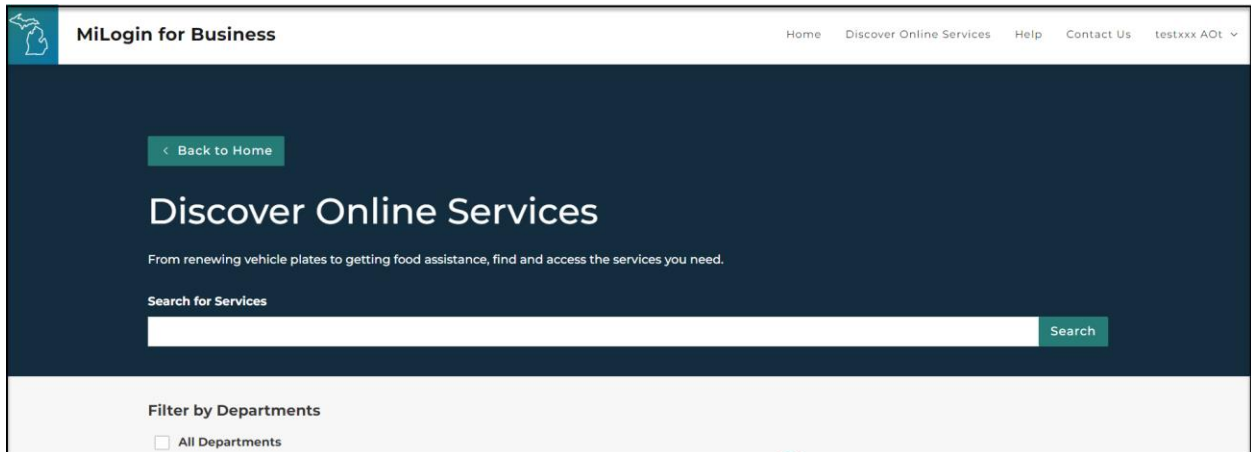 MiLogin for Business
Home Discover Online Services Help Contact Us testxxx AOt
Back to Home
Discover Online Services
From renewing vehicle plates to getting food assistance, find and access the services you need.
Search for Services
Search
Filter by Departments
All Departments